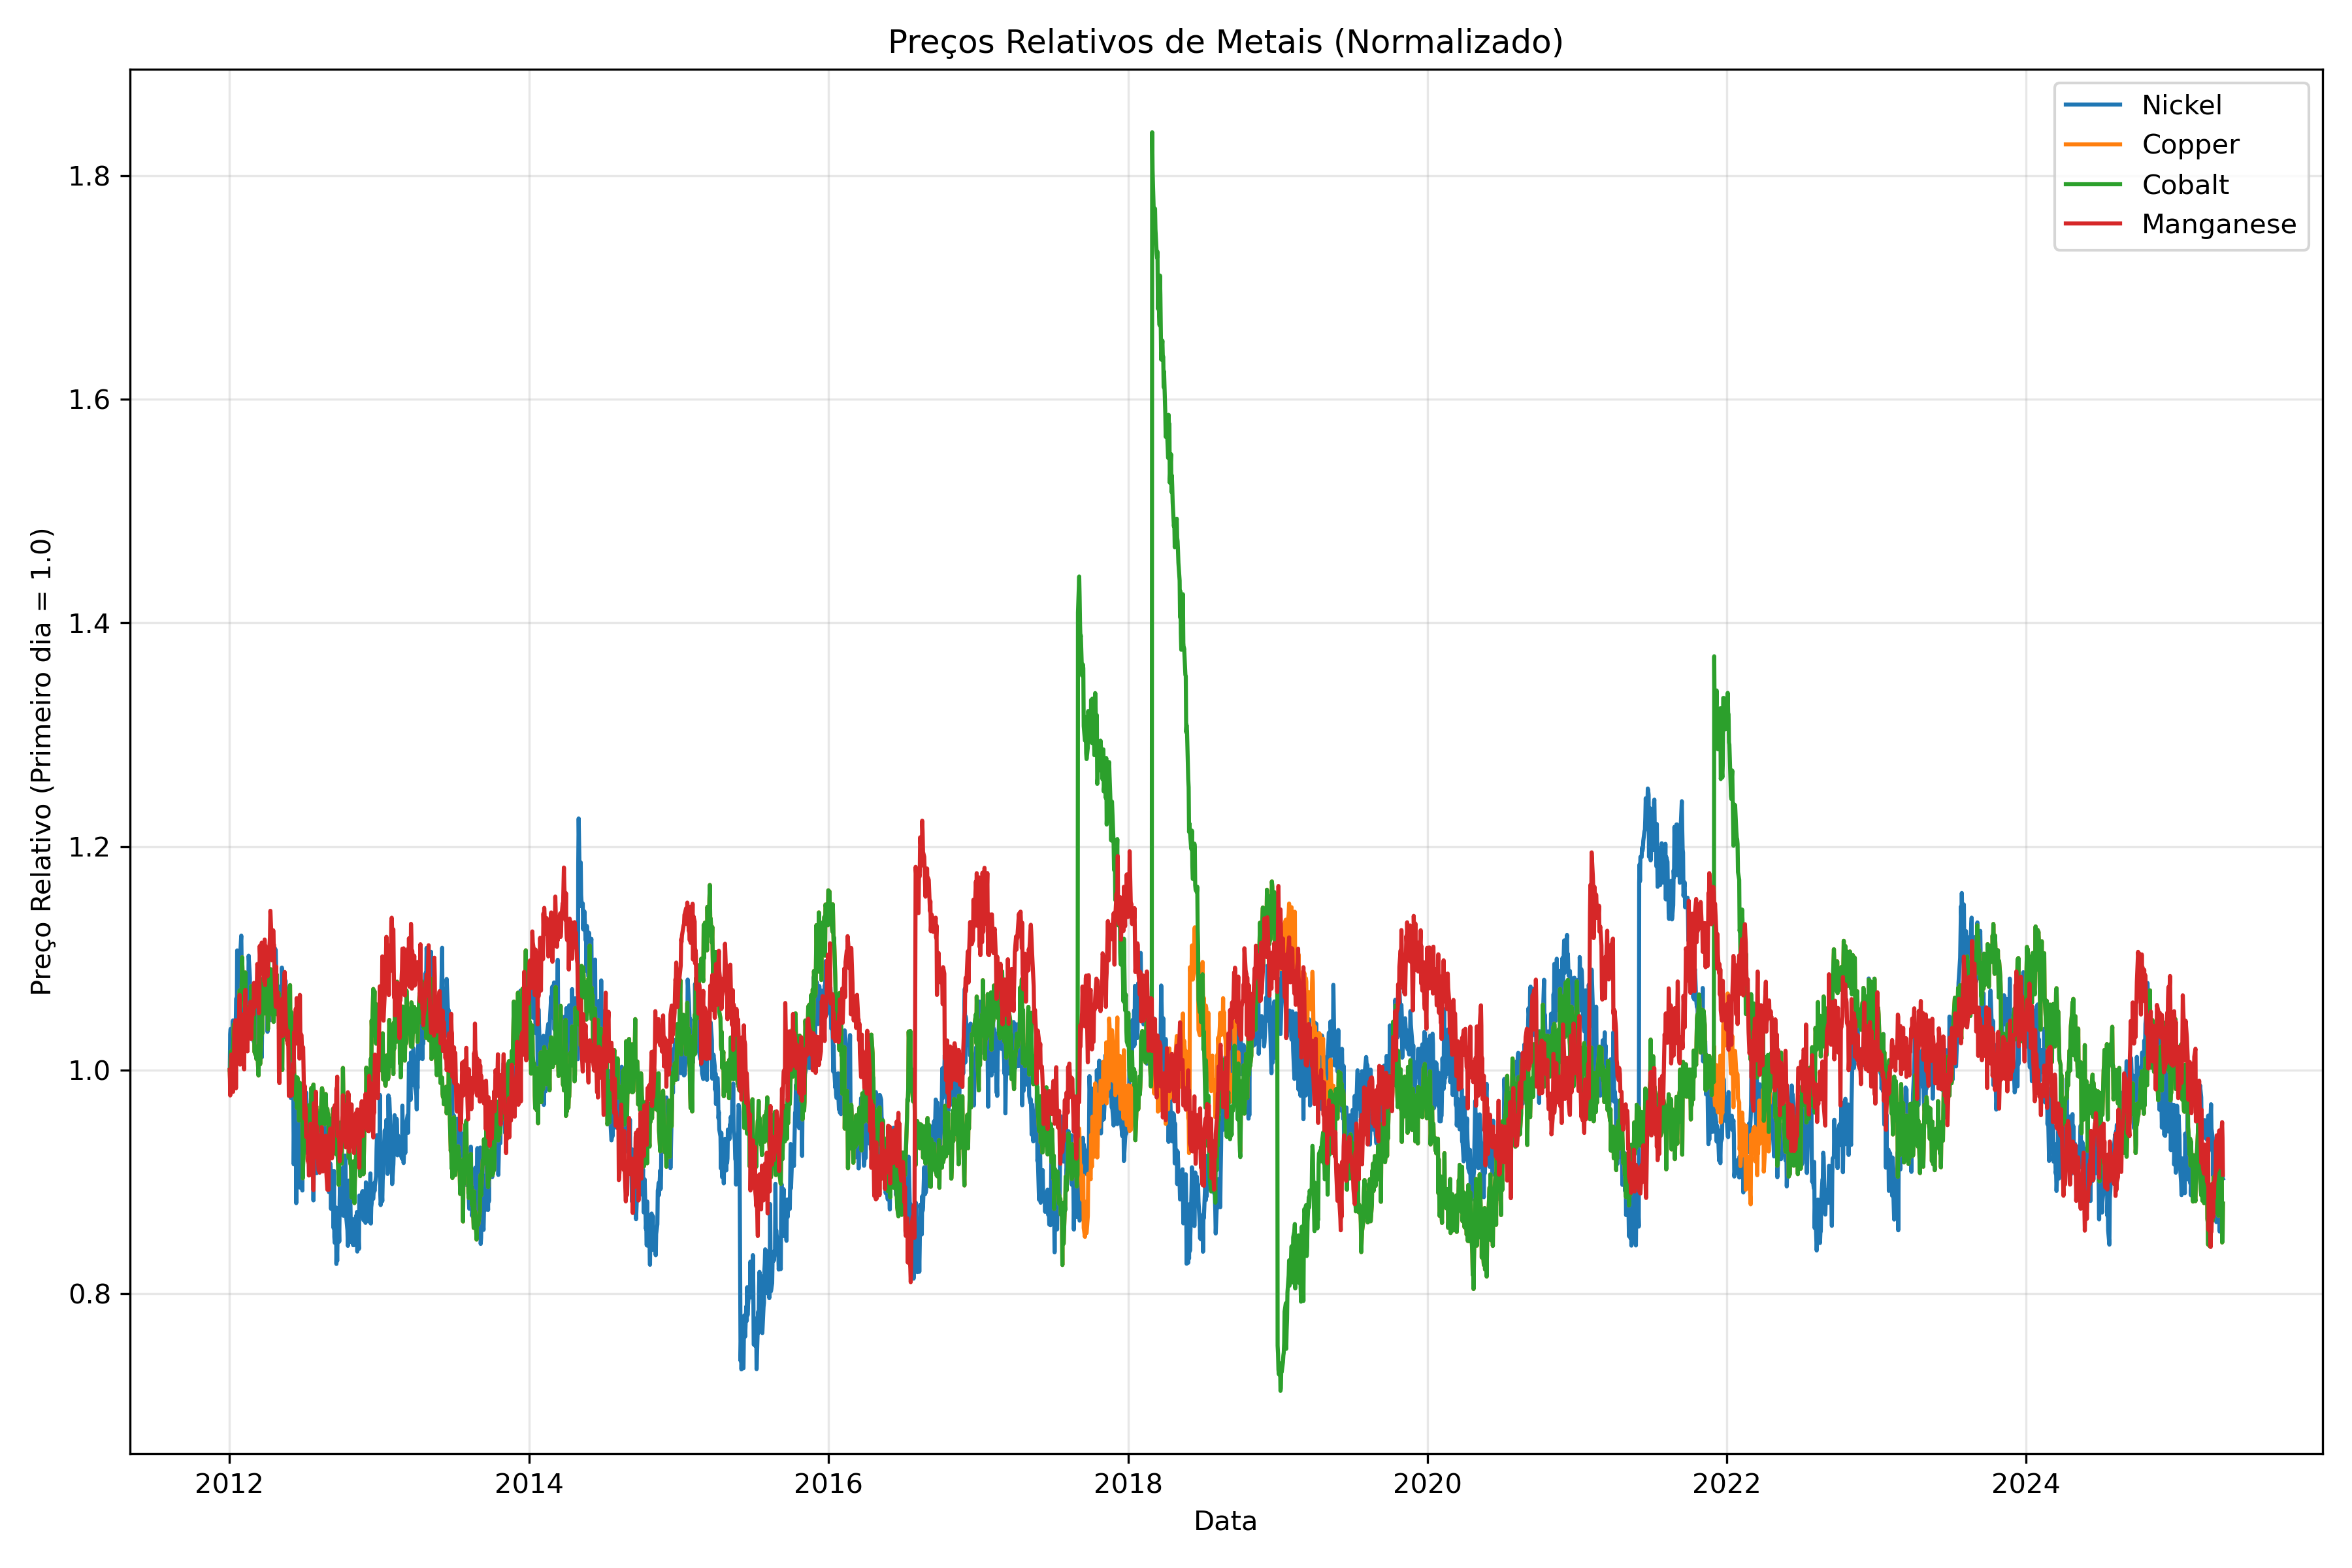 Preços Relativos de Metais (Normalizado)
Nickel
Copper
Cobalt
Manganese
Preço Relativo (Primeiro dia = 1.0)
1.8
1.6
1.4
1.2
1.0
0.8
2012 2014 2016 2018 2020 2022 2024
Data